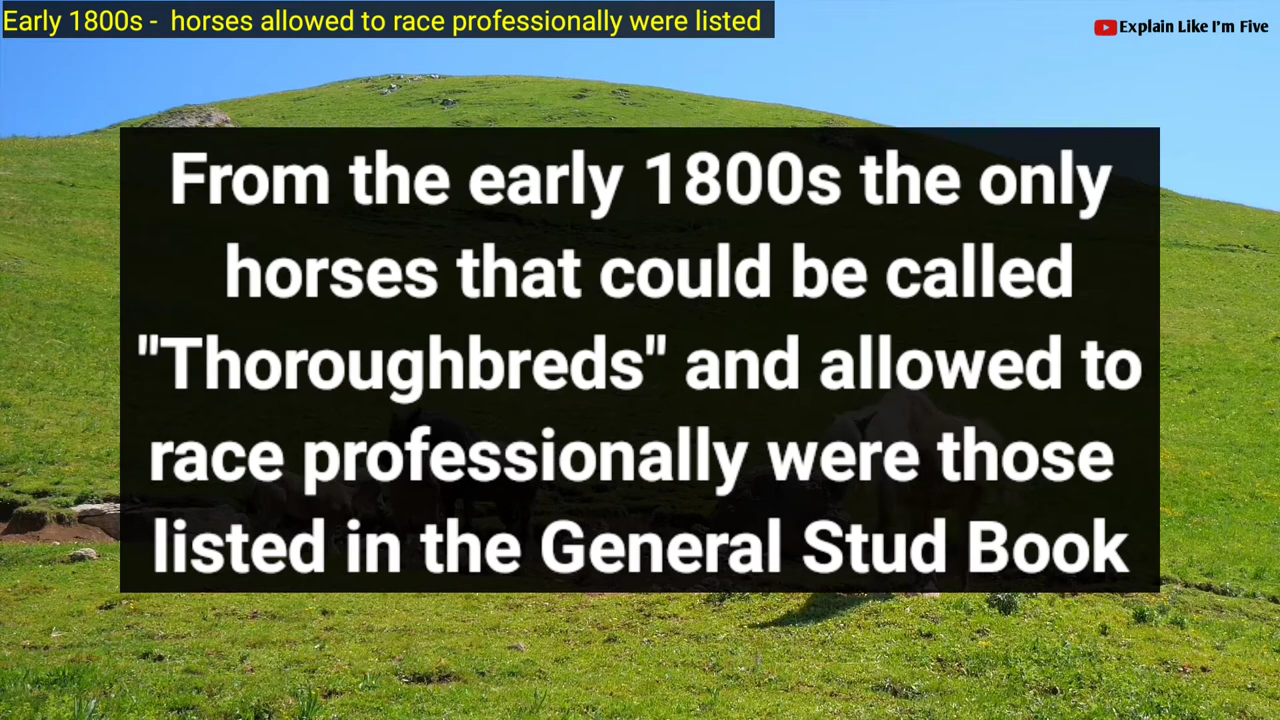 Early 1800s - horses allowed to race professionally were listed
Explain Like I'm Five
From the early 1800s the only
horses that could be called
"Thoroughbreds" and allowed to
race professionally were those
listed in the General Stud Book